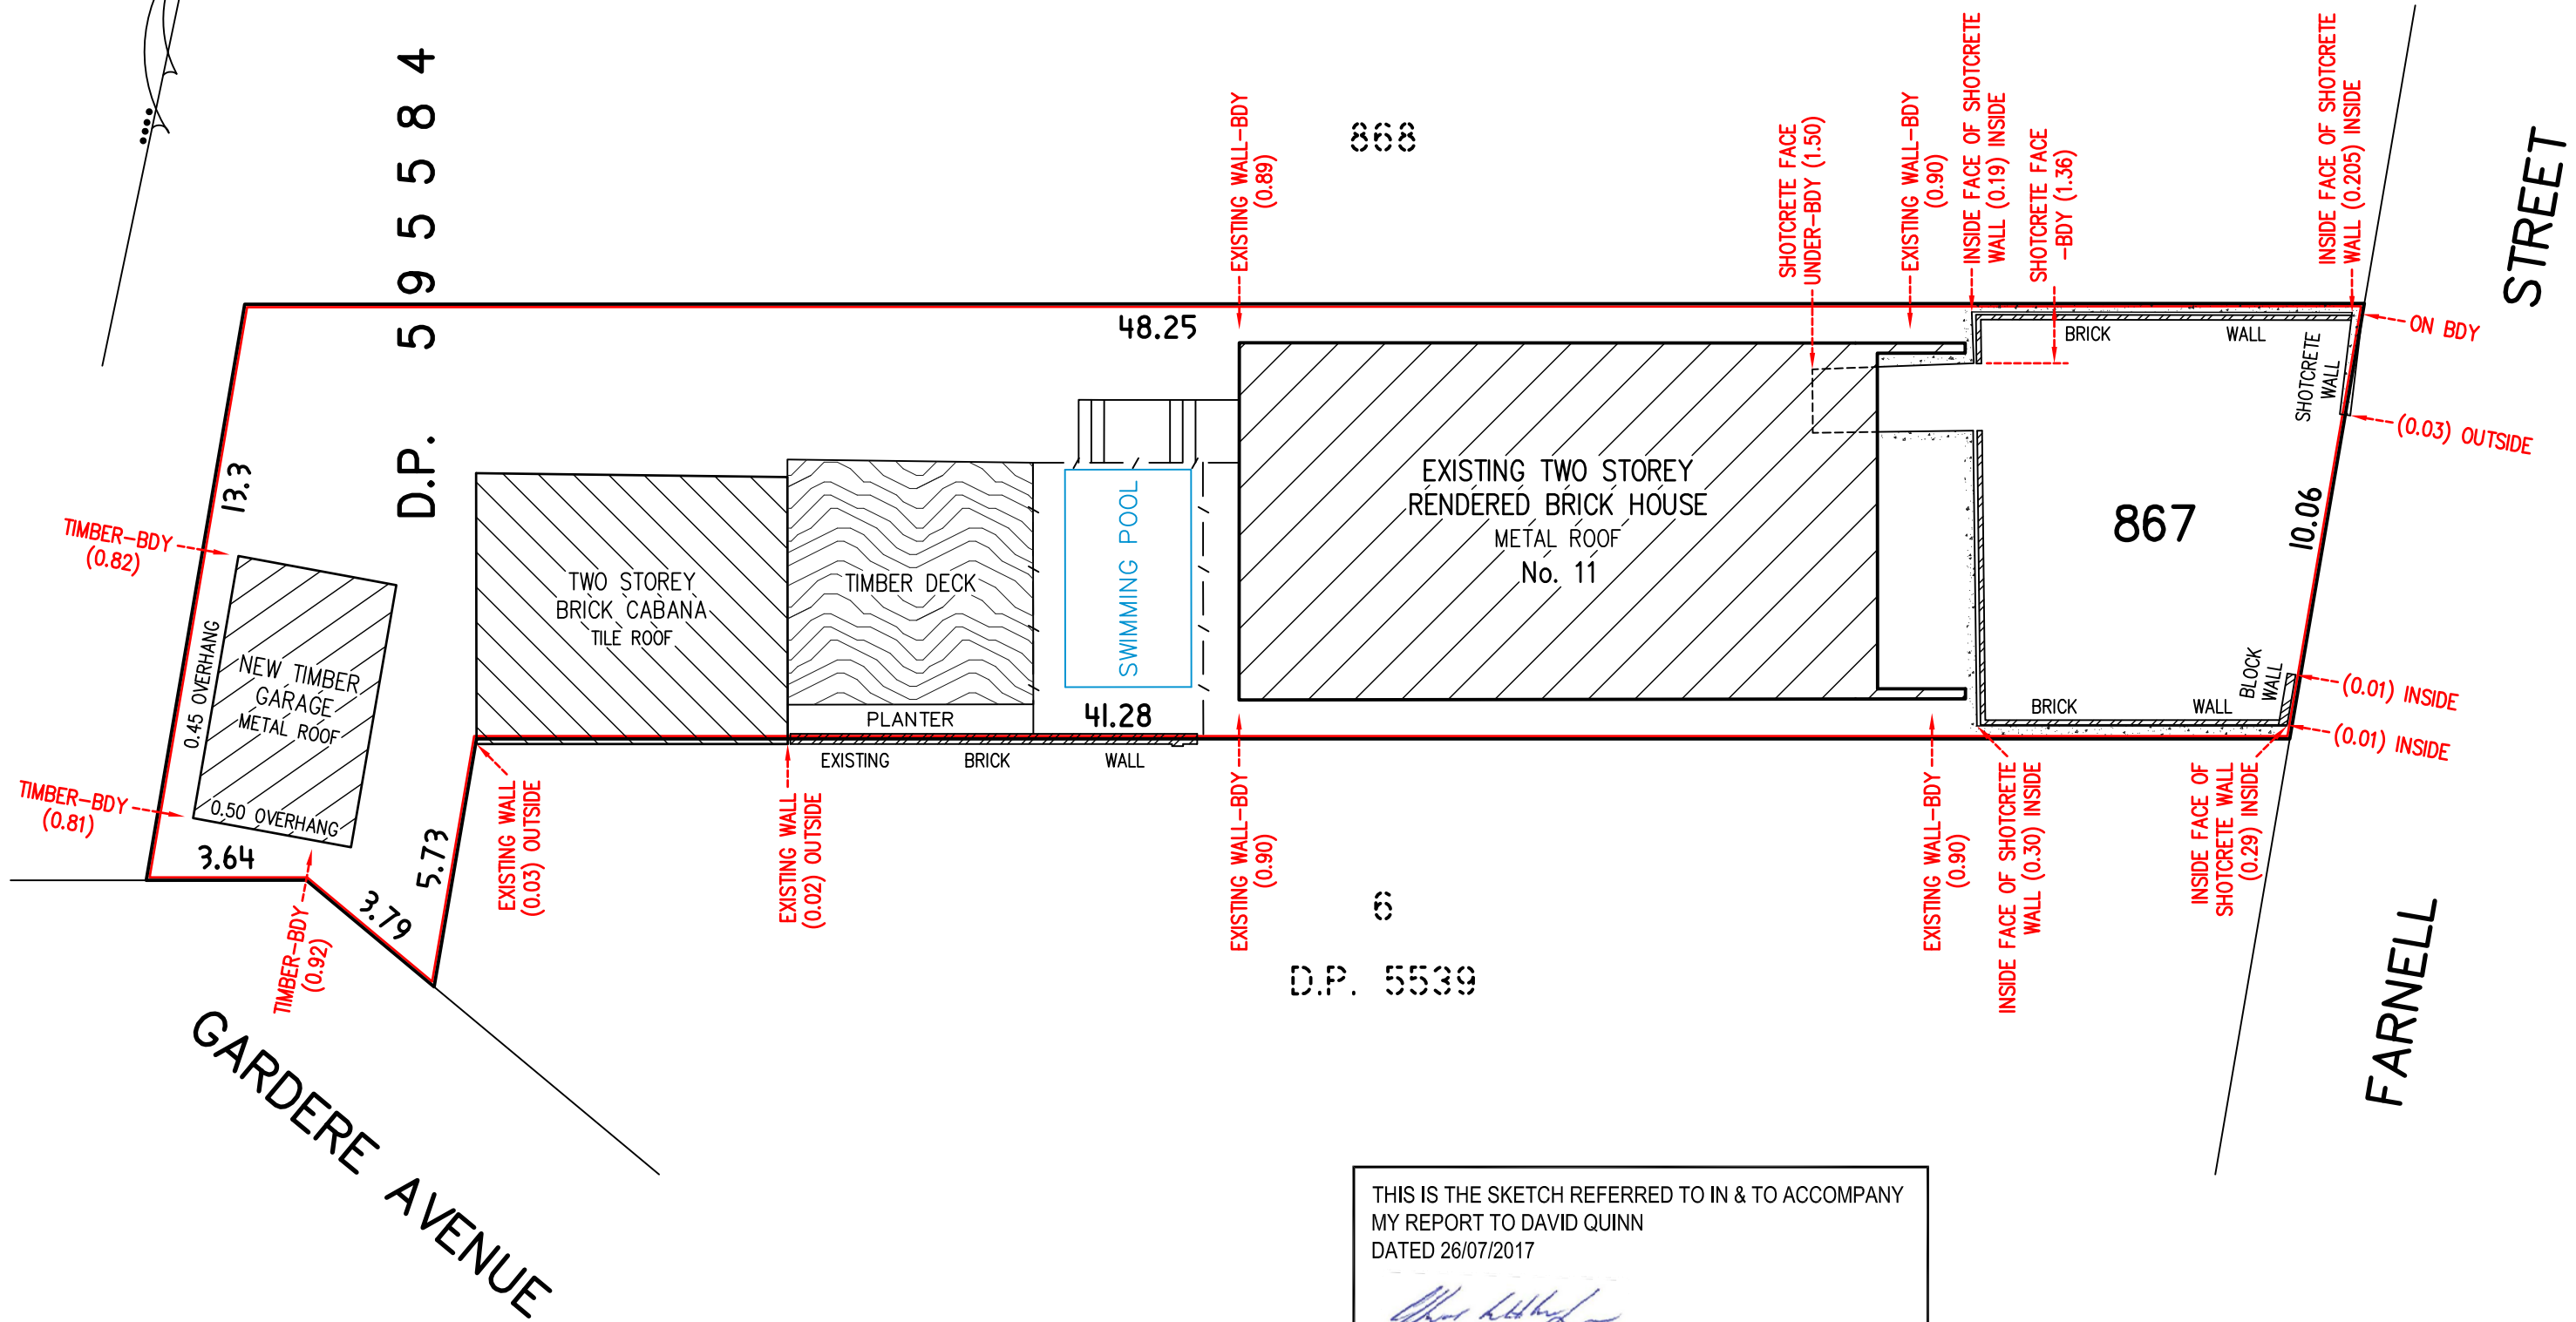 D.P. 595584
868
EXISTING WALL-BDY
(0.89)
SHOTCRETE FACE
UNDER-BDY (1.50)
EXISTING WALL-BDY
(0.90)
INSIDE FACE OF SHOTCRETE
WALL (0.19) INSIDE
SHOTCRETE FACE
-BDY (1.36)
INSIDE FACE OF SHOTCRETE
WALL (0.205) INSIDE
STREET
FARNELL
48.25
BRICK WALL
ON BDY
SHOTCRETE
WALL
(0.03) OUTSIDE
13.3
10.06
867
EXISTING TWO STOREY
RENDERED BRICK HOUSE
METAL ROOF
No. 11
SWIMMING POOL
TIMBER DECK
TWO STOREY
BRICK CABANA
TILE ROOF
TIMBER-BDY
(0.82)
0.45 OVERHANG
NEW TIMBER
GARAGE
METAL ROOF
0.50 OVERHANG
TIMBER-BDY
(0.81)
3.64
3.79
5.73
TIMBER-BDY
(0.92)
PLANTER
41.28
EXISTING BRICK WALL
BLOCK
WALL
BRICK WALL
(0.01) INSIDE
(0.01) INSIDE
EXISTING WALL
(0.03) OUTSIDE
EXISTING WALL
(0.02) OUTSIDE
EXISTING WALL-BDY
(0.90)
EXISTING WALL-BDY
(0.90)
INSIDE FACE OF SHOTCRETE
WALL (0.30) INSIDE
INSIDE FACE OF
SHOTCRETE WALL
(0.29) INSIDE
6
D.P. 5539
GARDERE AVENUE
THIS IS THE SKETCH REFERRED TO IN & TO ACCOMPANY
MY REPORT TO DAVID QUINN
DATED 26/07/2017